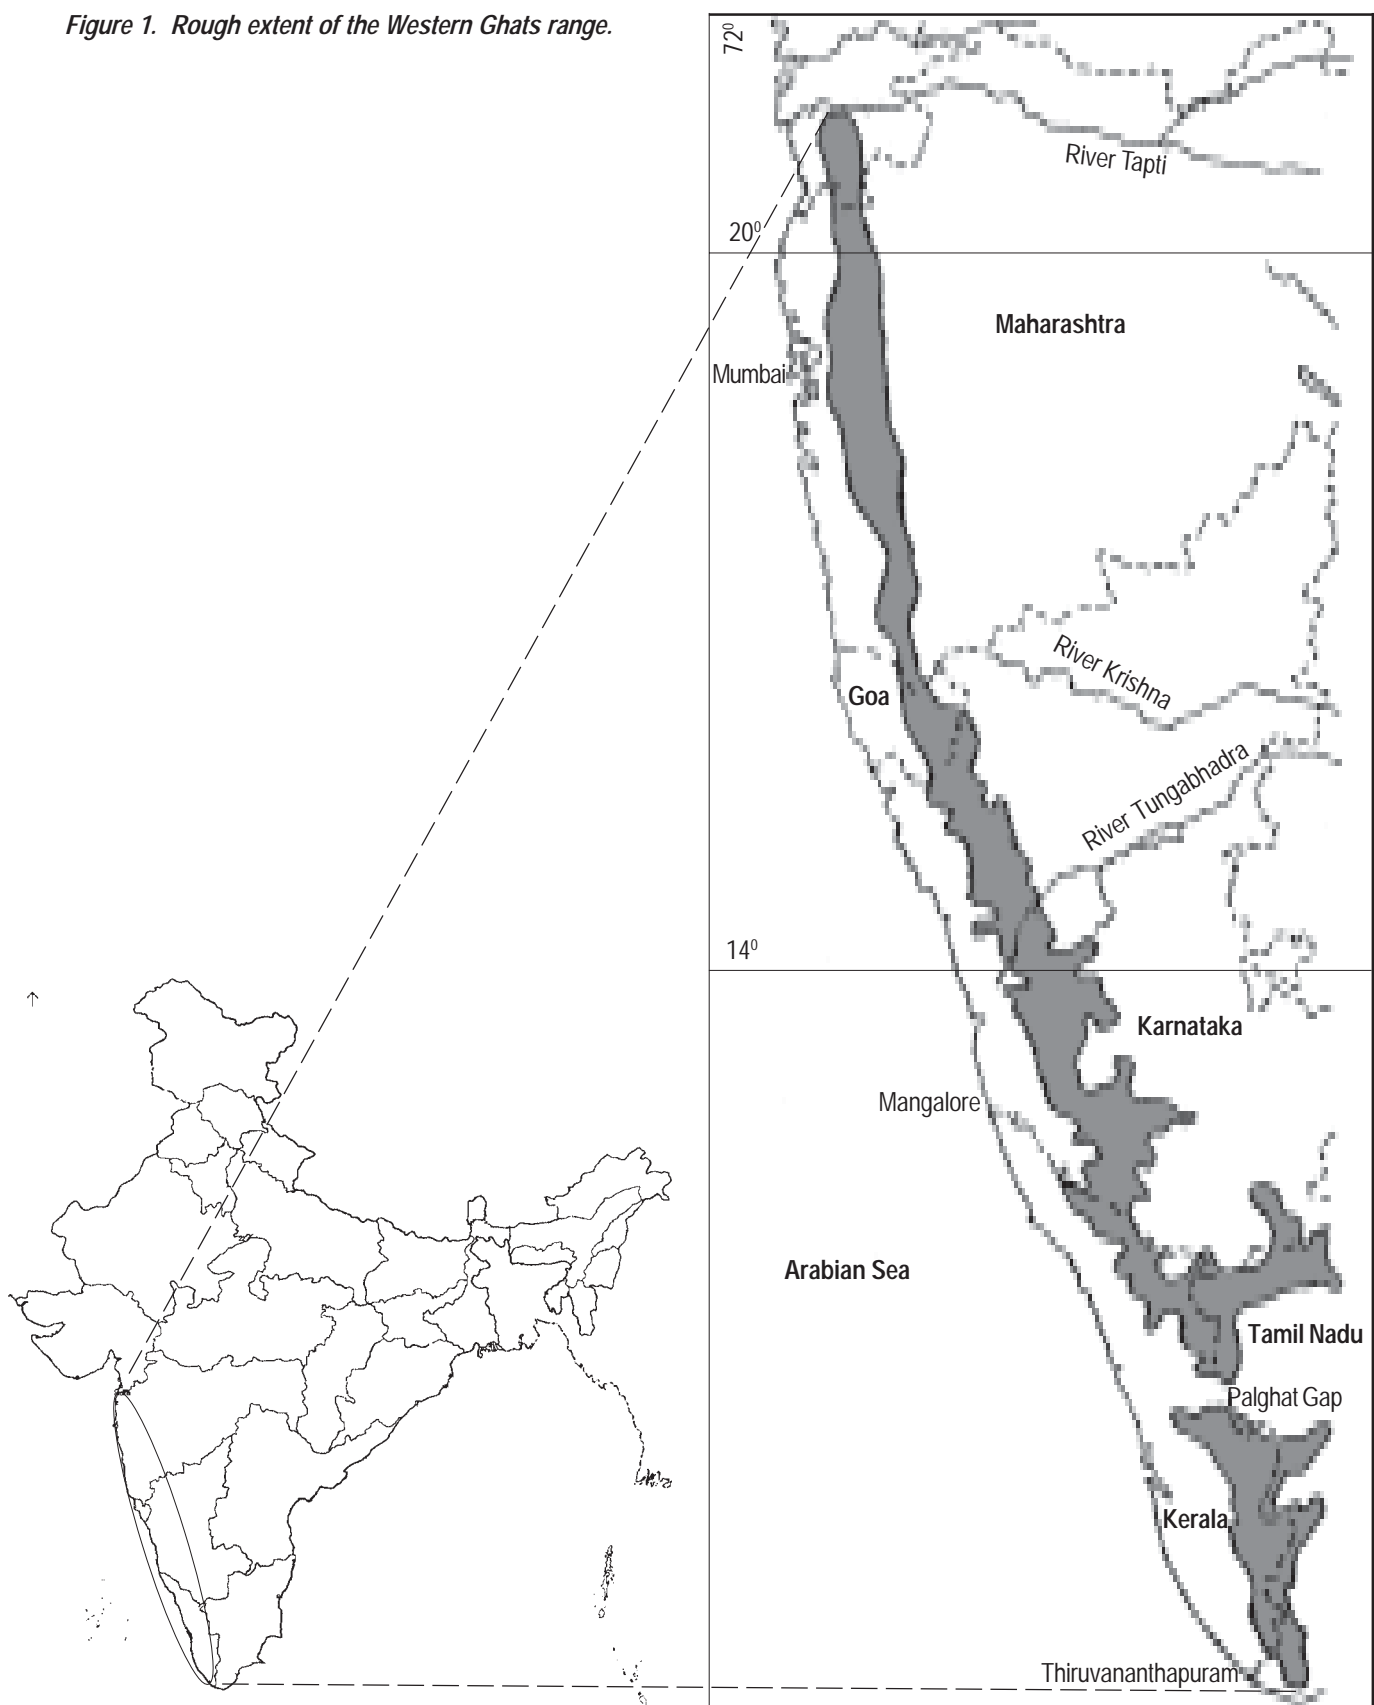 Figure 1. Rough extent of the Western Ghats range.
72⁰
River Tapti
20⁰
Maharashtra
Mumbai
River Krishna
Goa
River Tungabhadra
14⁰
Karnataka
Mangalore
Arabian Sea
Tamil Nadu
Palghat Gap
Kerala
Thiruvananthapuram